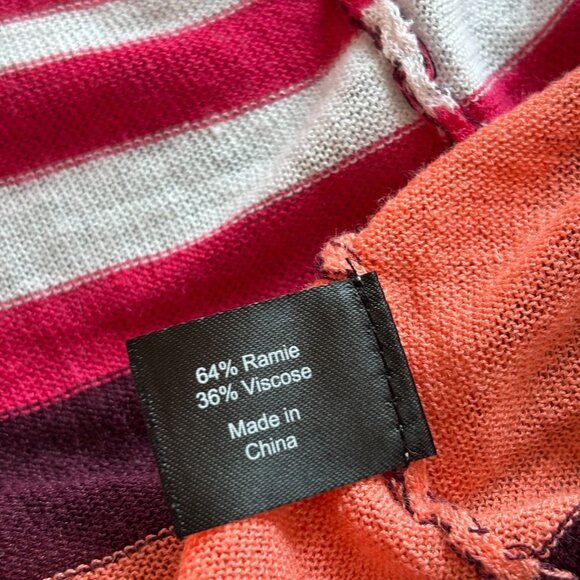 64% Ramie
36% Viscose
Made in
China